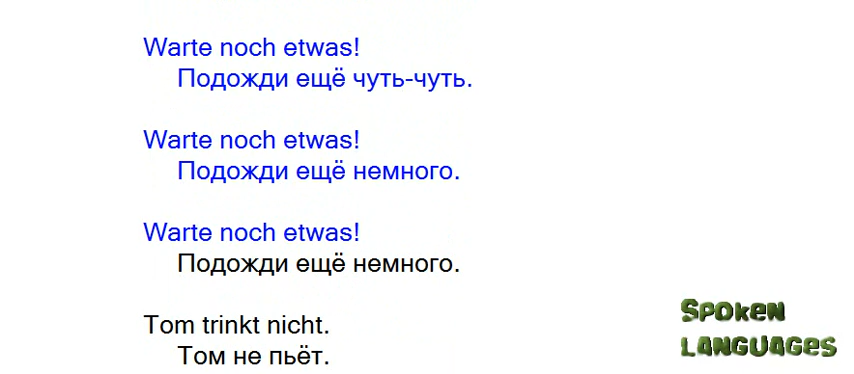 Warte noch etwas!
Подожди ещё чуть-чуть.
Warte noch etwas!
Подожди ещё немного.
Warte noch etwas!
Подожди ещё немного.
Tom trinkt nicht.
Том не пьёт.
Spoken
Languages